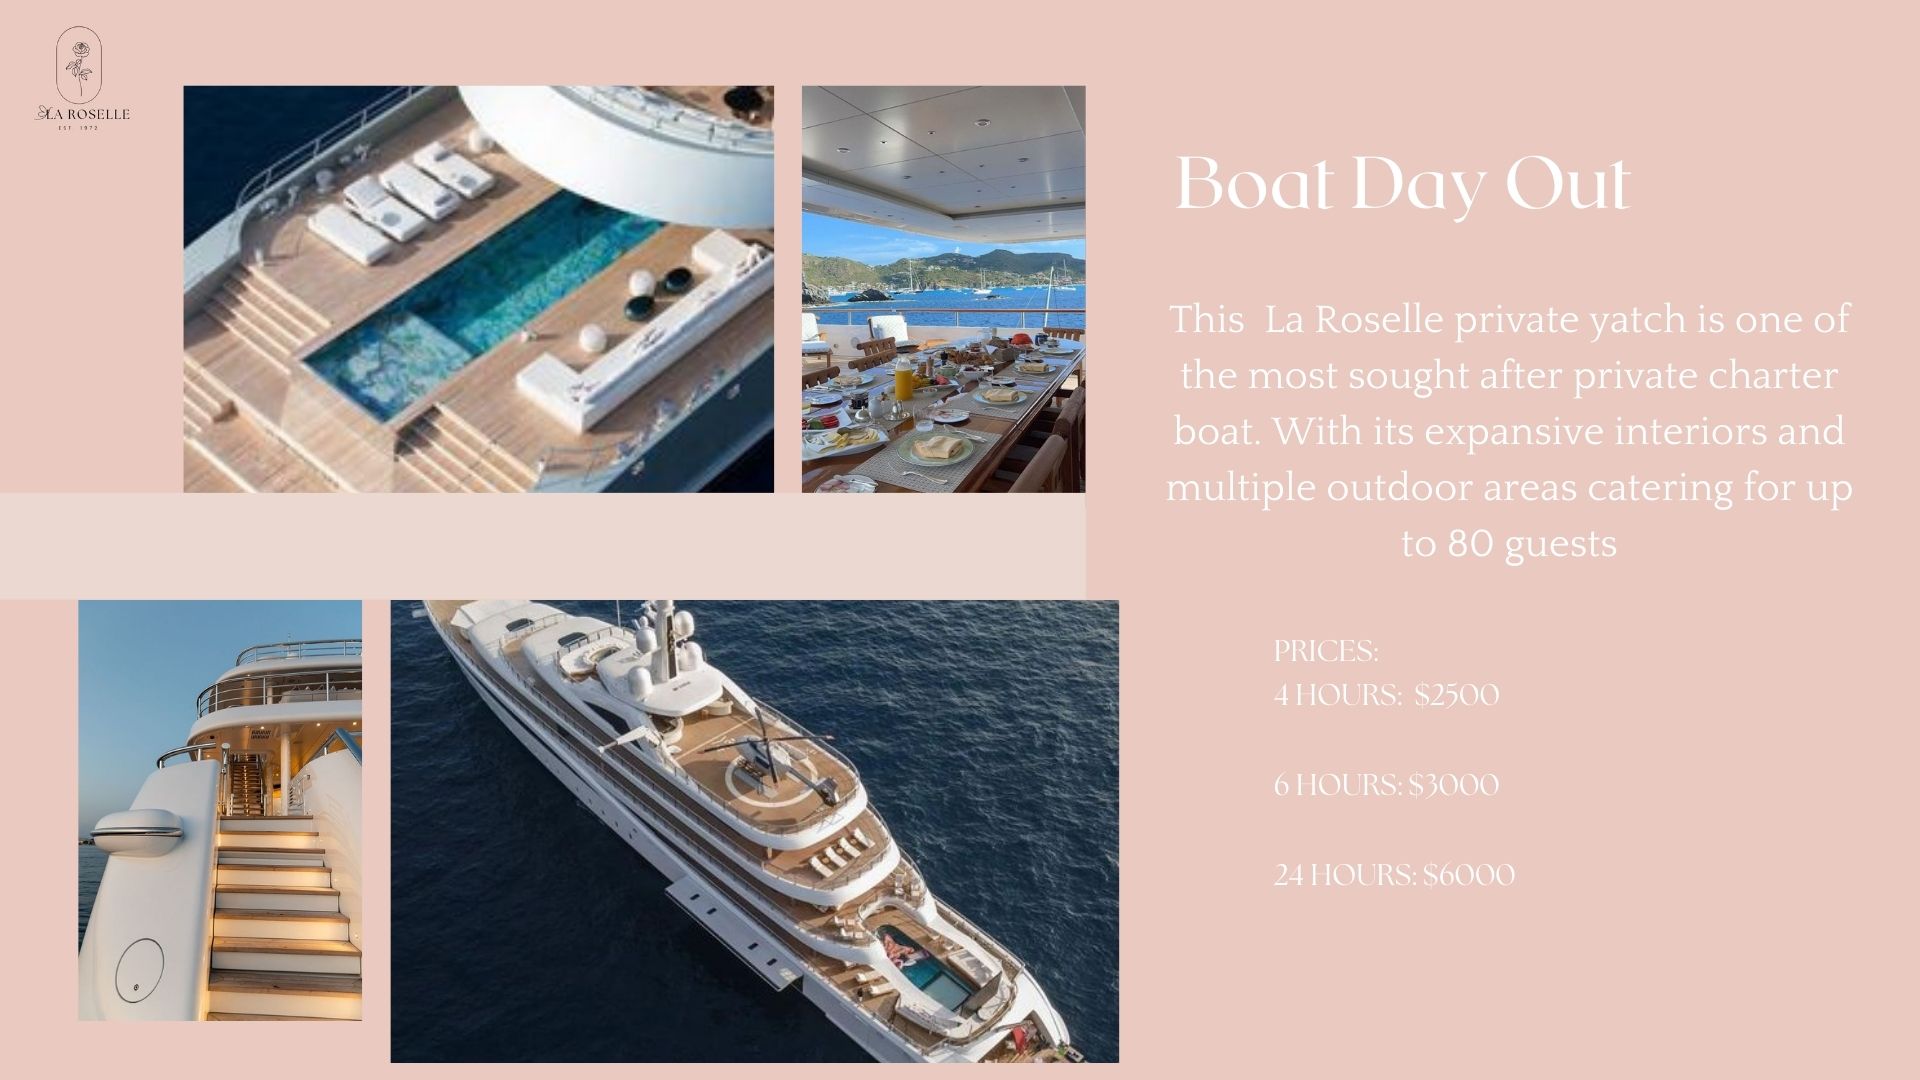 LA ROSELLE
EST. 1972
Boat Day Out
This La Roselle private yatch is one of
the most sought after private charter
boat. With its expansive interiors and
multiple outdoor areas catering for up
to 80 guests
PRICES:
4 HOURS: $2500
6 HOURS: $3000
24 HOURS: $6000